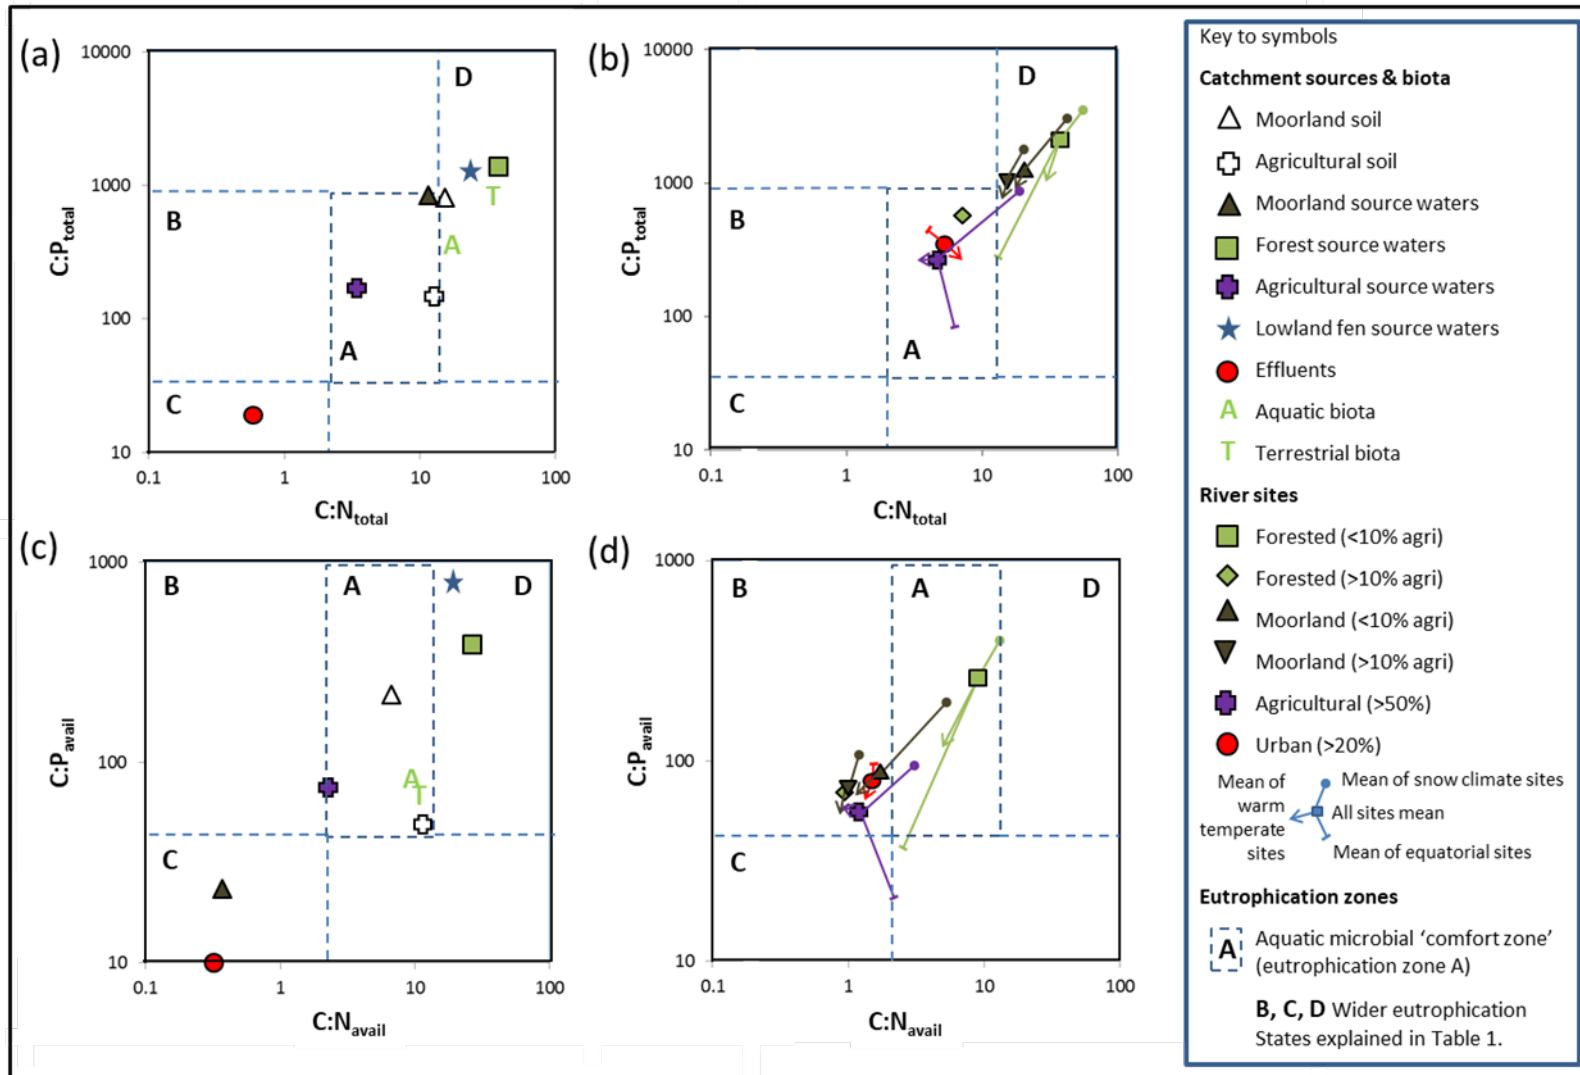 (a)
10000
1000
100
10
0.1
1
10
100
C:Ptotal
C:Ntotal
D
B
T
A
A
C
(b)
10000
1000
100
10
0.1
1
10
100
C:Ptotal
C:Ntotal
D
B
A
C
(c)
1000
100
10
0.1
1
10
100
C:Pavail
C:Navail
B
A
D
A
T
C
(d)
1000
100
10
0.1
1
10
100
C:Pavail
C:Navail
B
A
D
C
Key to symbols
Catchment sources & biota
Moorland soil
Agricultural soil
Moorland source waters
Forest source waters
Agricultural source waters
Lowland fen source waters
Effluents
A Aquatic biota
T Terrestrial biota
River sites
Forested (<10% agri)
Forested (>10% agri)
Moorland (<10% agri)
Moorland (>10% agri)
Agricultural (>50%)
Urban (>20%)
Mean of
warm
temperate
sites
Mean of snow climate sites
All sites mean
Mean of equatorial sites
Eutrophication zones
A Aquatic microbial ‘comfort zone’
(eutrophication zone A)
B, C, D Wider eutrophication
States explained in Table 1.